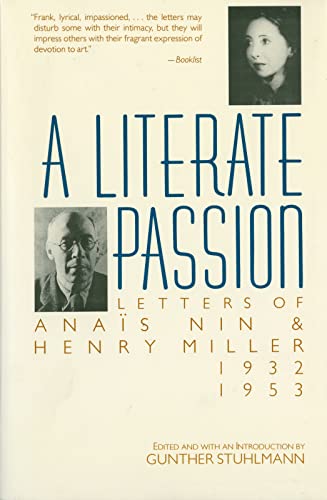 "Frank, lyrical, impassioned, . . . the letters may
disturb some with their intimacy, but they will
impress others with their fragrant expression of
devotion to art."
—Booklist
A LITERATE
PASSION
LETTERS OF
ANAÏS NIN &
HENRY MILLER
1932
1953
EDITED AND WITH AN INTRODUCTION BY
GUNTHER STUHLMANN